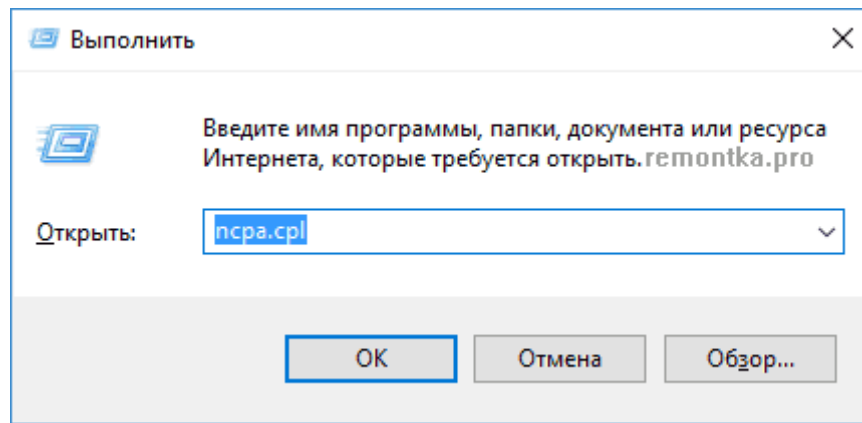 Выполнить
Введите имя программы, папки, документа или ресурса
Интернета, которые требуется открыть.remontka.pro
Открыть: ncpa.cpl
ОК Отмена Обзор...